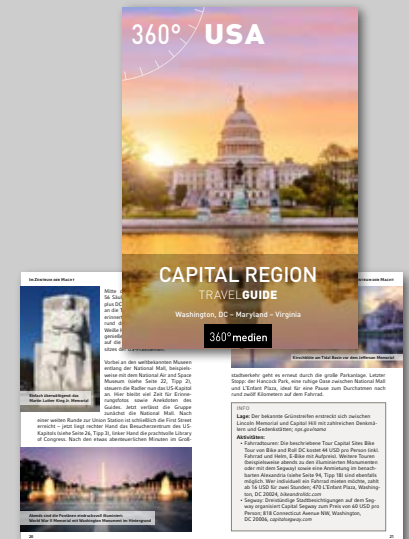 360° USA
CAPITAL REGION
TRAVELGUIDE
Washington, DC – Maryland – Virginia
360° medien
IM ZENTRUM DER MACHT
Mitte
56 Säul
plus DC
an die
erinner
rund d
Weiße
genieße
auf die
sitzes
Vorbei an den weltbekannten Museen
entlang der National Mall, beispiels-
weise mit dem National Air and Space
Museum (siehe Seite 22, Tipp 2),
steuern die Radler nun das US-Kapitol
an. Hier bleibt viel Zeit für Erinne-
rungsfotos sowie Anekdoten des
Guides. Jetzt verlässt die Gruppe
zunächst die National Mall. Nach
einer weiten Runde zur Union Station ist schließlich die First Street
erreicht – jetzt liegt rechter Hand das Besucherzentrum des US-
Kapitols (siehe Seite 26, Tipp 3), linker Hand die prachtvolle Library
of Congress. Nach den etwas abenteuerlichen Minuten im Groß-
Einfach überwältigend: das
Martin Luther King Jr. Memorial
Abends sind die Fontänen eindrucksvoll illuminiert:
World War II Memorial mit Washington Monument im Hintergrund
20
ENTRUM DER MACHT
Kirschblüte am Tidal Basin vor dem Jefferson Memorial
stadtverkehr geht es erneut durch die große Parkanlage. Letzter
Stopp: der Hancock Park, eine ruhige Oase zwischen National Mall
und L'Enfant Plaza, ideal für eine Pause zum Durchatmen nach
rund zwölf Kilometern auf dem Fahrrad.
INFO
Lage: Der bekannte Grünstreifen erstreckt sich zwischen
Lincoln Memorial und Capitol Hill mit zahlreichen Denkmä-
lern und Gedenkstätten; nps.gov/nama
Aktivitäten:
• Fahrradtouren: Die beschriebene Tour Capital Sites Bike
Tour von Bike and Roll DC kostet 44 USD pro Person (inkl.
Fahrrad und Helm, E-Bike mit Aufpreis). Weitere Touren
(beispielsweise abends zu den illuminierten Monumenten
oder mit dem Segway) sowie eine Anmietung im benach-
barten Alexandria (siehe Seite 94, Tipp 18) sind ebenfalls
möglich. Wer individuell ein Fahrrad mieten möchte, zahlt
ab 16 USD für zwei Stunden; 470 L'Enfant Plaza, Washing-
ton, DC 20024, bikeandrolldc.com
• Segway: Dreistündige Stadtbesichtigungen auf dem Seg-
way organisiert Capital Segway zum Preis von 60 USD pro
Person; 818 Connecticut Avenue NW, Washington,
DC 20006, capitalsegway.com
21